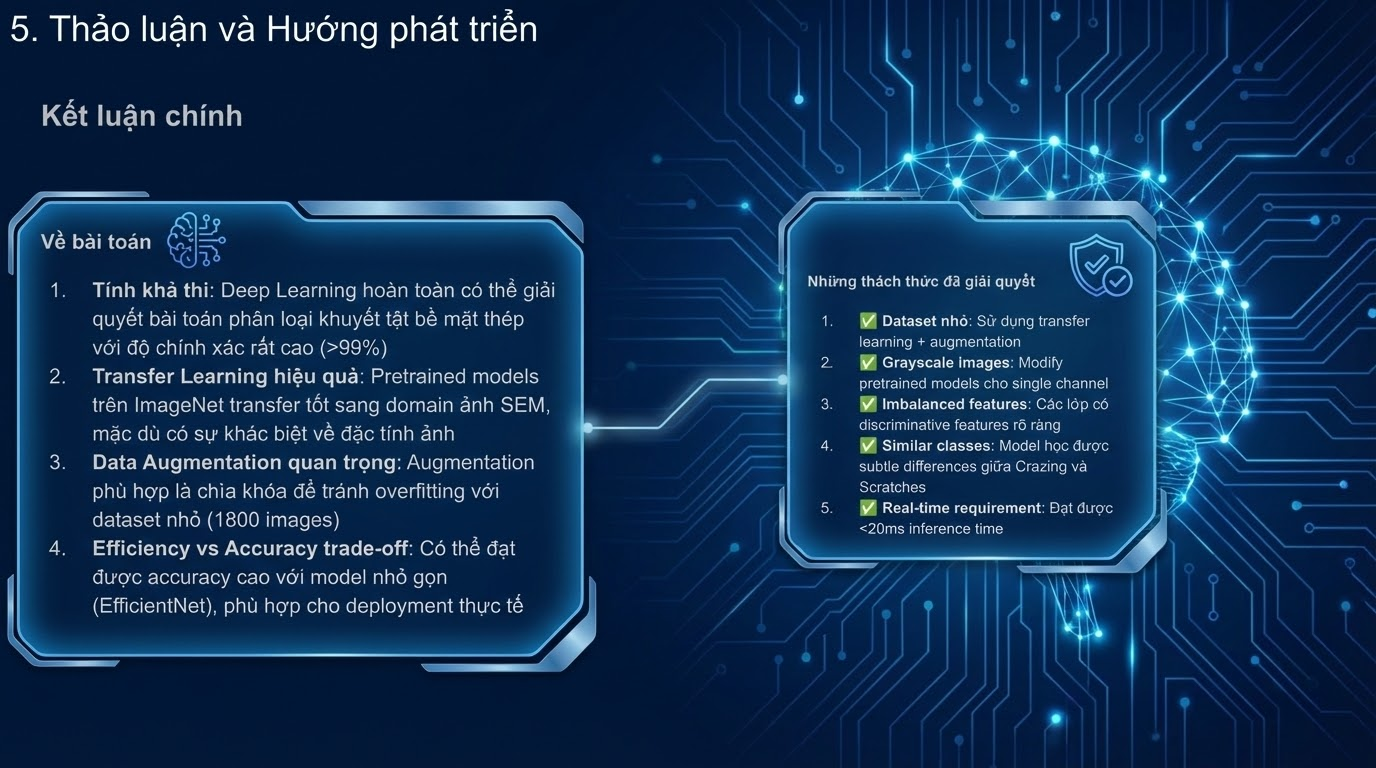 5. Thảo luận và Hướng phát triển
Kết luận chính
Về bài toán
1. Tính khả thi: Deep Learning hoàn toàn có thể giải
quyết bài toán phân loại khuyết tật bề mặt thép
với độ chính xác rất cao (>99%)
2. Transfer Learning hiệu quả: Pretrained models
trên ImageNet transfer tốt sang domain ảnh SEM,
mặc dù có sự khác biệt về đặc tính ảnh
3. Data Augmentation quan trọng: Augmentation
phù hợp là chìa khóa để tránh overfitting với
dataset nhỏ (1800 images)
4. Efficiency vs Accuracy trade-off: Có thể đạt
được accuracy cao với model nhỏ gọn
(EfficientNet), phù hợp cho deployment thực tế
Những thách thức đã giải quyết
1. ✅ Dataset nhỏ: Sử dụng transfer
learning + augmentation
2. ✅ Grayscale images: Modify
pretrained models cho single channel
3. ✅ Imbalanced features: Các lớp có
discriminative features rõ ràng
4. ✅ Similar classes: Model học được
subtle differences giữa Crazing và
Scratches
5. ✅ Real-time requirement: Đạt được
<20ms inference time